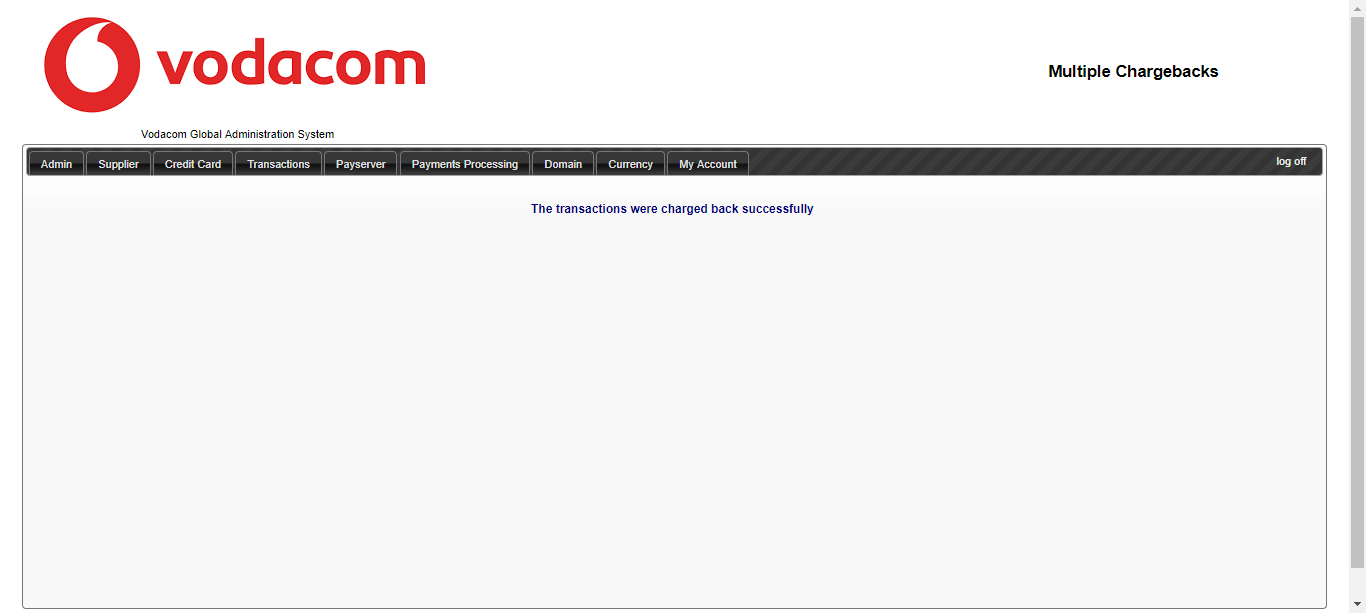 vodacom
Multiple Chargebacks
Vodacom Global Administration System
Admin Supplier Credit Card Transactions Payserver Payments Processing Domain Currency My Account log off
The transactions were charged back successfully